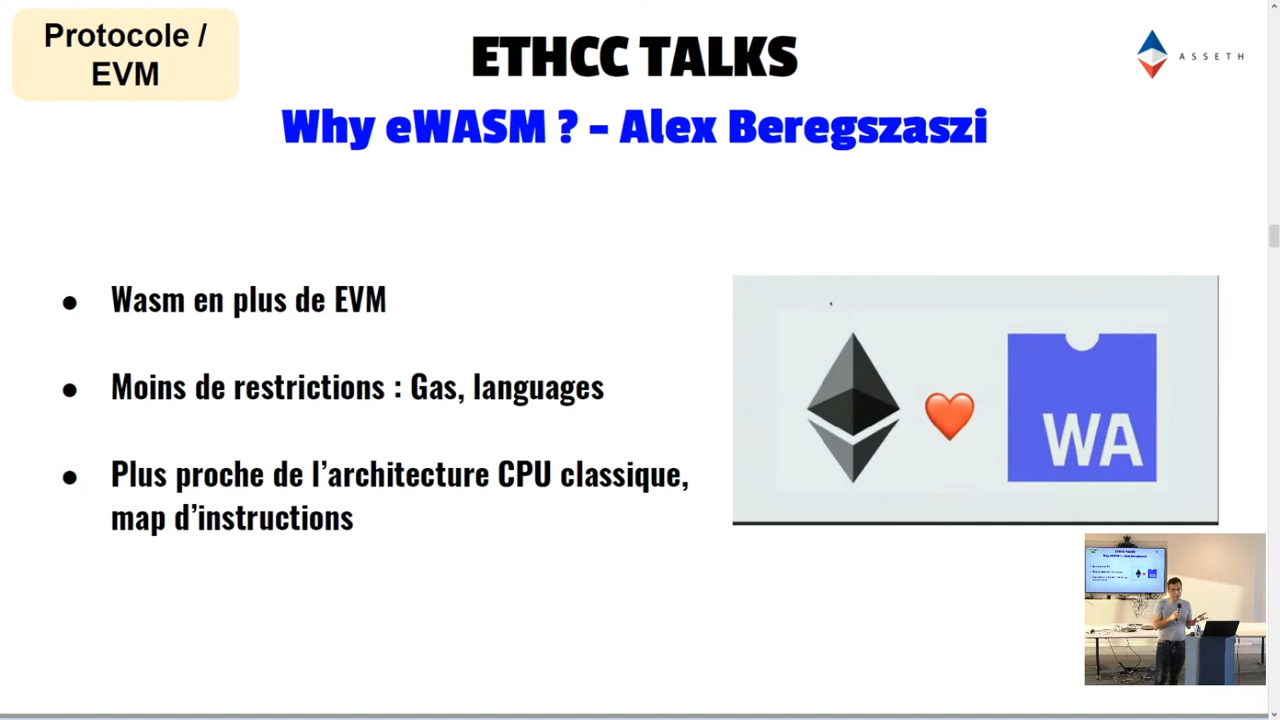 Protocole /
EVM
ETHCC TALKS
ASSETH
Why eWASM ? - Alex Beregszaszi
● Wasm en plus de EVM
● Moins de restrictions : Gas, languages
● Plus proche de l’architecture CPU classique,
map d’instructions
WA